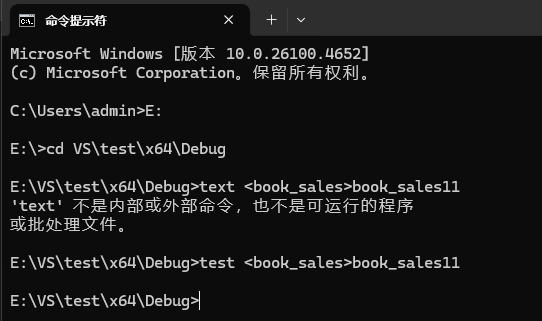 命令提示符
Microsoft Windows [版本 10.0.26100.4652]
(c) Microsoft Corporation。保留所有权利。
C:\Users\admin>E:
E:\>cd VS\test\x64\Debug
E:\VS\test\x64\Debug>text <book_sales>book_sales11
'text' 不是内部或外部命令，也不是可运行的程序
或批处理文件。
E:\VS\test\x64\Debug>test <book_sales>book_sales11
E:\VS\test\x64\Debug>